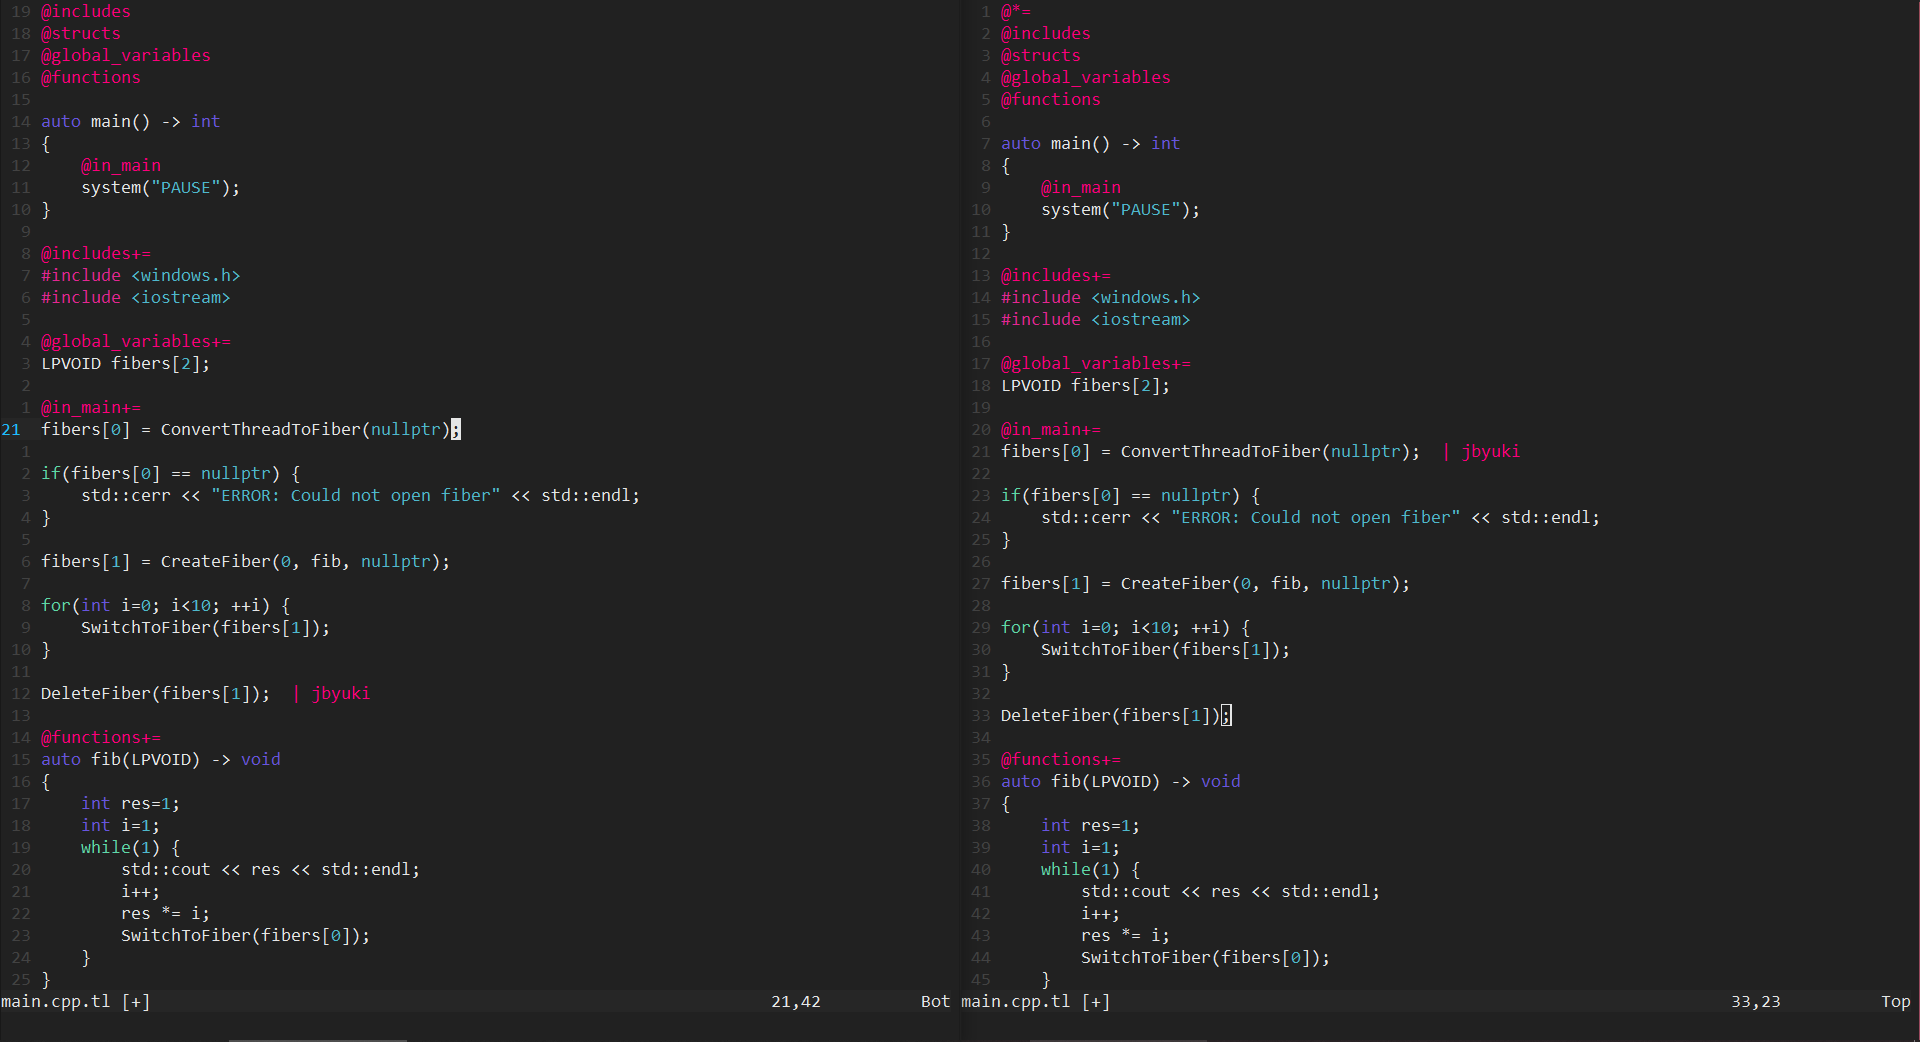 19 @includes
18 @structs
17 @global_variables
16 @functions
15
14 auto main() -> int
13 {
12     @in_main
11     system("PAUSE");
10 }
9
8 @includes+=
7 #include <windows.h>
6 #include <iostream>
5
4 @global_variables+=
3 LPVOID fibers[2];
2
1 @in_main+=
21 fibers[0] = ConvertThreadToFiber(nullptr);
1
2 if(fibers[0] == nullptr) {
3     std::cerr << "ERROR: Could not open fiber" << std::endl;
4 }
5
6 fibers[1] = CreateFiber(0, fib, nullptr);
7
8 for(int i=0; i<10; ++i) {
9     SwitchToFiber(fibers[1]);
10 }
11
12 DeleteFiber(fibers[1]);  | jbyuki
13
14 @functions+=
15 auto fib(LPVOID) -> void
16 {
17     int res=1;
18     int i=1;
19     while(1) {
20         std::cout << res << std::endl;
21         i++;
22         res *= i;
23         SwitchToFiber(fibers[0]);
24     }
25 }
main.cpp.tl [+] 21,42 Bot
1 @*=
2 @includes
3 @structs
4 @global_variables
5 @functions
6
7 auto main() -> int
8 {
9     @in_main
10     system("PAUSE");
11 }
12
13 @includes+=
14 #include <windows.h>
15 #include <iostream>
16
17 @global_variables+=
18 LPVOID fibers[2];
19
20 @in_main+=
21 fibers[0] = ConvertThreadToFiber(nullptr);  | jbyuki
22
23 if(fibers[0] == nullptr) {
24     std::cerr << "ERROR: Could not open fiber" << std::endl;
25 }
26
27 fibers[1] = CreateFiber(0, fib, nullptr);
28
29 for(int i=0; i<10; ++i) {
30     SwitchToFiber(fibers[1]);
31 }
32
33 DeleteFiber(fibers[1]);
34
35 @functions+=
36 auto fib(LPVOID) -> void
37 {
38     int res=1;
39     int i=1;
40     while(1) {
41         std::cout << res << std::endl;
42         i++;
43         res *= i;
44         SwitchToFiber(fibers[0]);
45     }
main.cpp.tl [+] 33,23 Top